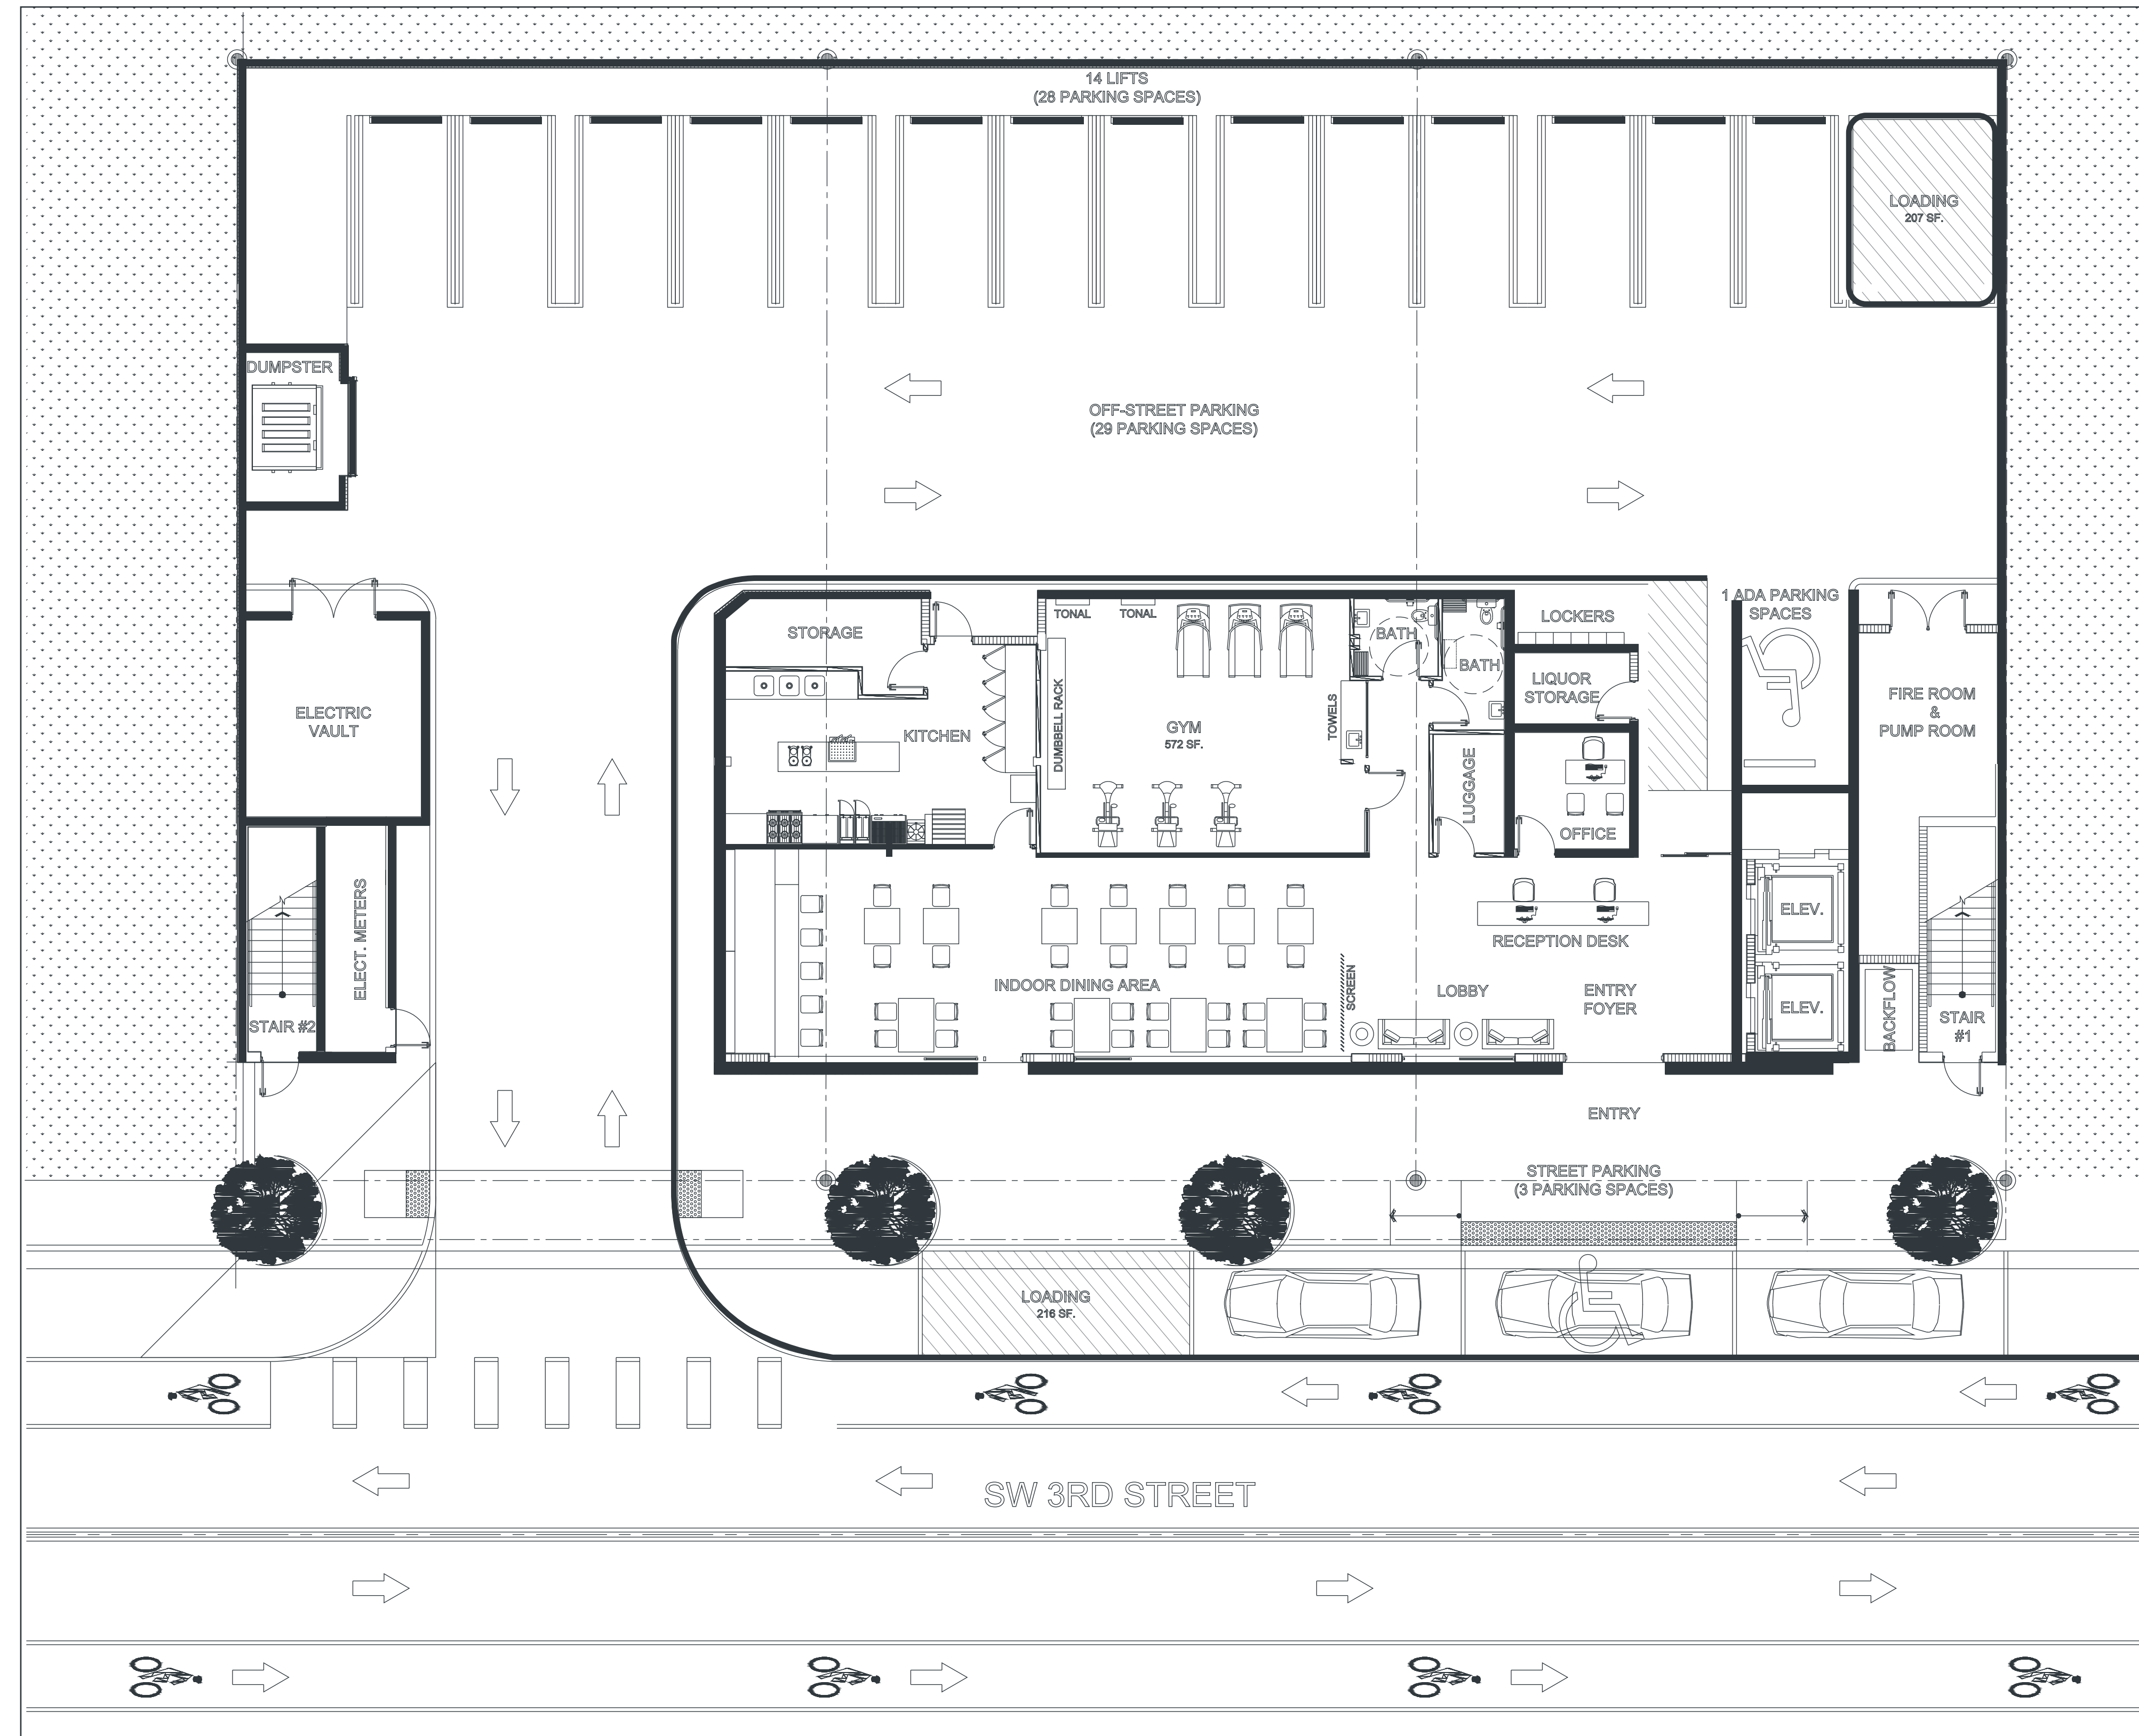 14 LIFTS
(28 PARKING SPACES)
LOADING
207 SF.
DUMPSTER
OFF-STREET PARKING
(29 PARKING SPACES)
1 ADA PARKING
SPACES
TONAL
TONAL
LOCKERS
STORAGE
BATH
BATH
LIQUOR
STORAGE
FIRE ROOM
&
PUMP ROOM
ELECTRIC
VAULT
KITCHEN
DUMBBELL RACK
GYM
572 SF.
TOWELS
LUGGAGE
OFFICE
ELECT. METERS
ELEV.
RECEPTION DESK
INDOOR DINING AREA
SCREEN
LOBBY
ENTRY
FOYER
ELEV.
BACKFLOW
STAIR #2
STAIR
#1
ENTRY
STREET PARKING
(3 PARKING SPACES)
LOADING
216 SF.
SW 3RD STREET